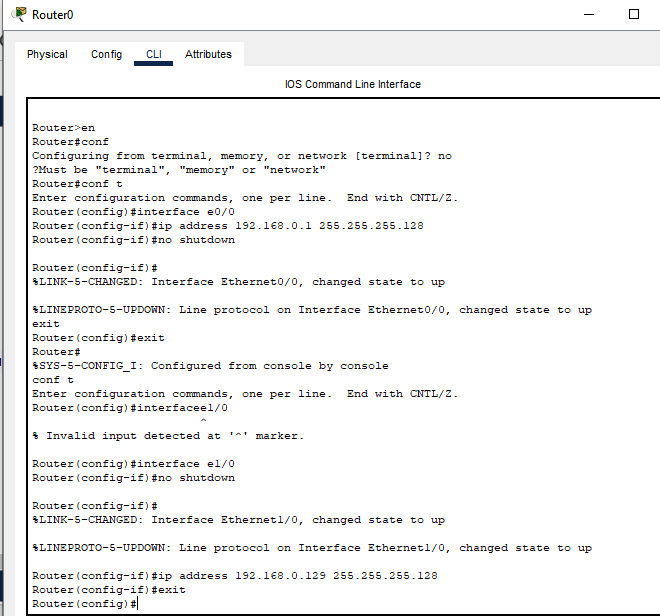 Router0
Physical Config CLI Attributes
IOS Command Line Interface
Router>en
Router#conf
Configuring from terminal, memory, or network [terminal]? no
?Must be "terminal", "memory" or "network"
Router#conf t
Enter configuration commands, one per line.  End with CNTL/Z.
Router(config)#interface e0/0
Router(config-if)#ip address 192.168.0.1 255.255.255.128
Router(config-if)#no shutdown
Router(config-if)#
%LINK-5-CHANGED: Interface Ethernet0/0, changed state to up
%LINEPROTO-5-UPDOWN: Line protocol on Interface Ethernet0/0, changed state to up
exit
Router(config)#exit
Router#
%SYS-5-CONFIG_I: Configured from console by console
conf t
Enter configuration commands, one per line.  End with CNTL/Z.
Router(config)#interfacee1/0
^
% Invalid input detected at '^' marker.
Router(config)#interface e1/0
Router(config-if)#no shutdown
Router(config-if)#
%LINK-5-CHANGED: Interface Ethernet1/0, changed state to up
%LINEPROTO-5-UPDOWN: Line protocol on Interface Ethernet1/0, changed state to up
Router(config-if)#ip address 192.168.0.129 255.255.255.128
Router(config-if)#exit
Router(config)#